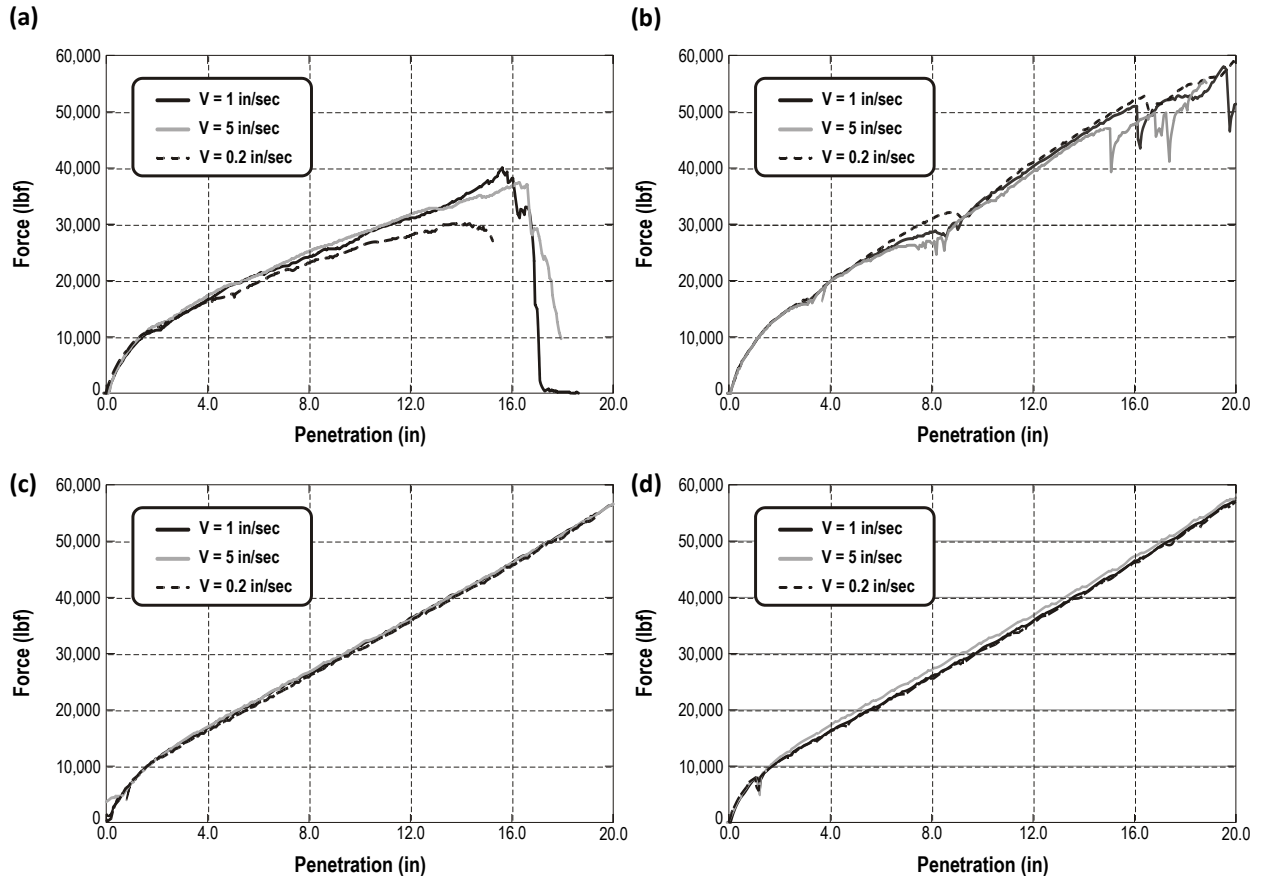 (a)
60,000
50,000
40,000
30,000
20,000
10,000
0
Force (lbf)
V = 1 in/sec
V = 5 in/sec
V = 0.2 in/sec
0.0 4.0 8.0 12.0 16.0 20.0
Penetration (in)
(b)
60,000
50,000
40,000
30,000
20,000
10,000
0
Force (lbf)
V = 1 in/sec
V = 5 in/sec
V = 0.2 in/sec
0.0 4.0 8.0 12.0 16.0 20.0
Penetration (in)
(c)
60,000
50,000
40,000
30,000
20,000
10,000
0
Force (lbf)
V = 1 in/sec
V = 5 in/sec
V = 0.2 in/sec
0.0 4.0 8.0 12.0 16.0 20.0
Penetration (in)
(d)
60,000
50,000
40,000
30,000
20,000
10,000
0
Force (lbf)
V = 1 in/sec
V = 5 in/sec
V = 0.2 in/sec
0.0 4.0 8.0 12.0 16.0 20.0
Penetration (in)